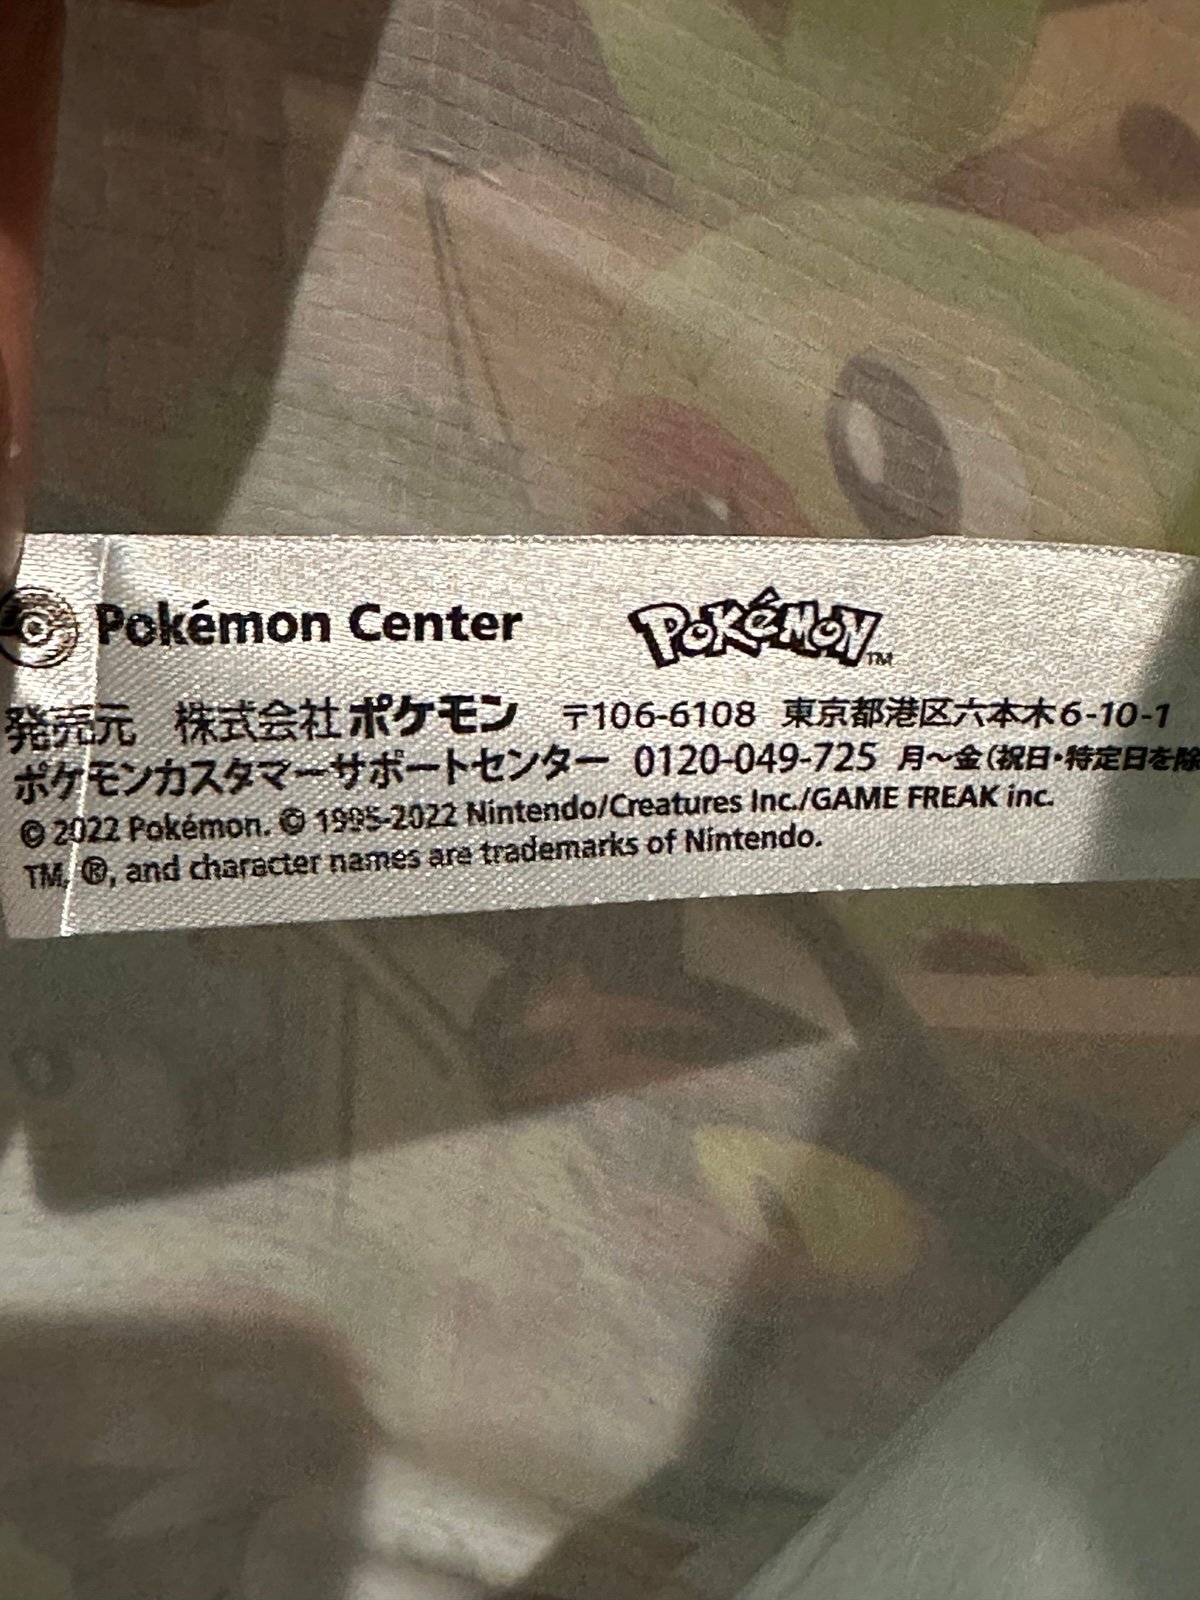 Pokémon Center POKéMON™
発売元 株式会社ポケモン 〒106-6108 東京都港区六本木6-10-1
ポケモンカスタマーサポートセンター 0120-049-725 月〜金(祝日・特定日を除
© 2022 Pokémon. © 1995-2022 Nintendo/Creatures Inc./GAME FREAK inc.
TM, ®, and character names are trademarks of Nintendo.